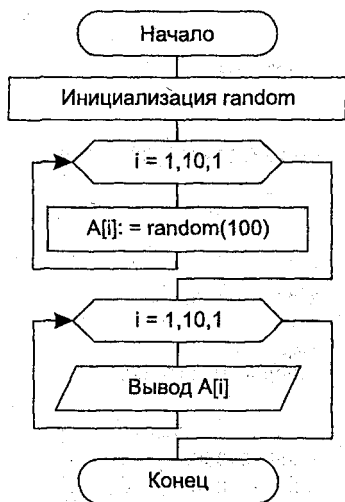 Начало
Инициализация random
i = 1,10,1
A[i]: = random(100)
i = 1,10,1
Вывод A[i]
Конец